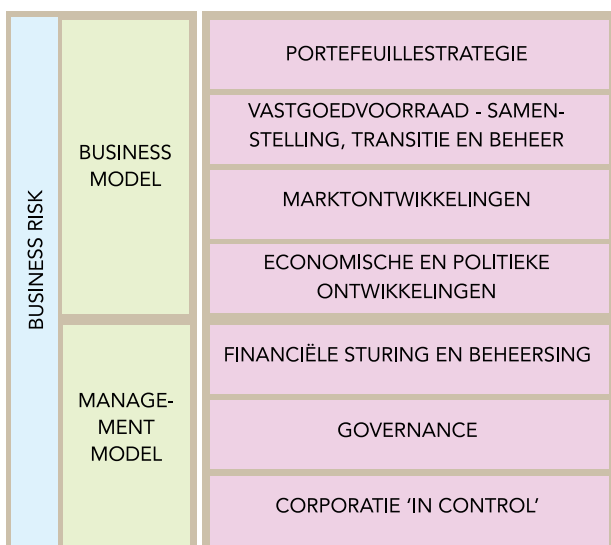 BUSINESS RISK
BUSINESS
MODEL
PORTEFEUILLESTRATEGIE
VASTGOEDVOORRAAD - SAMEN-
STELLING, TRANSITIE EN BEHEER
MARKTONTWIKKELINGEN
ECONOMISCHE EN POLITIEKE
ONTWIKKELINGEN
MANAGE-
MENT
MODEL
FINANCIËLE STURING EN BEHEERSING
GOVERNANCE
CORPORATIE ‘IN CONTROL’